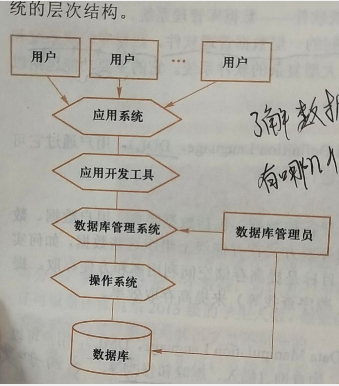 统的层次结构。
用户
用户
…
用户
应用系统
了解数据
应用开发工具
有哪几个
数据库管理系统
数据库管理员
操作系统
数据库